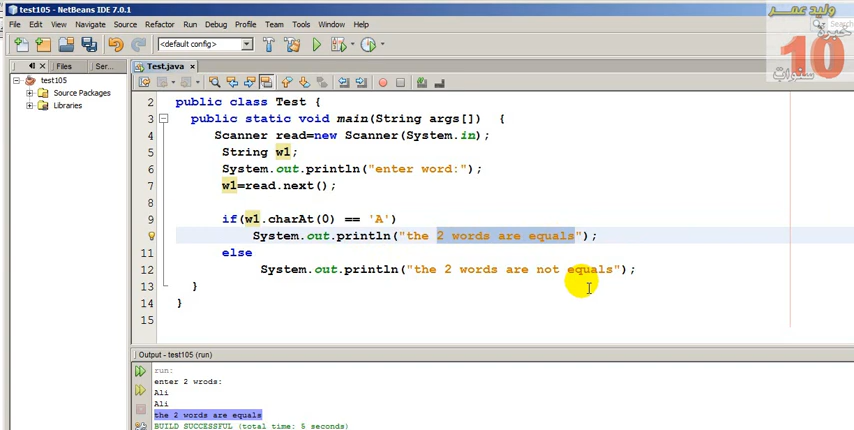 test105 - NetBeans IDE 7.0.1
File Edit View Navigate Source Refactor Run Debug Profile Team Tools Window Help
<default config>
وليد عمر
خبرة
10
سنوات
Files Ser...
Test.java
test105
Source Packages
Libraries
2 public class Test {
3 public static void main(String args[]) {
4 Scanner read=new Scanner(System.in);
5 String w1;
6 System.out.println("enter word:");
7 w1=read.next();
8
9 if(w1.charAt(0) == 'A')
System.out.println("the 2 words are equals");
11 else
12 System.out.println("the 2 words are not equals");
13 }
14 }
15
Output - test105 (run)
run:
enter 2 wrods:
Ali
Ali
the 2 words are equals
BUILD SUCCESSFUL (total time: 5 seconds)